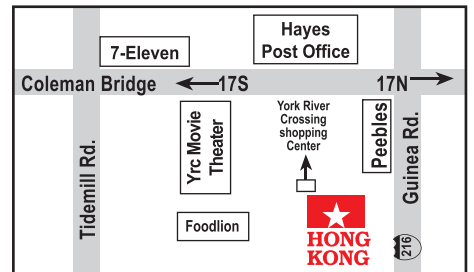 Hayes
Post Office
7-Eleven
Coleman Bridge
17S
17N
York River
Crossing
shopping
Center
Yrc Movie
Theater
Peebles
Tidemill Rd.
Guinea Rd.
Foodlion
HONG
KONG
216